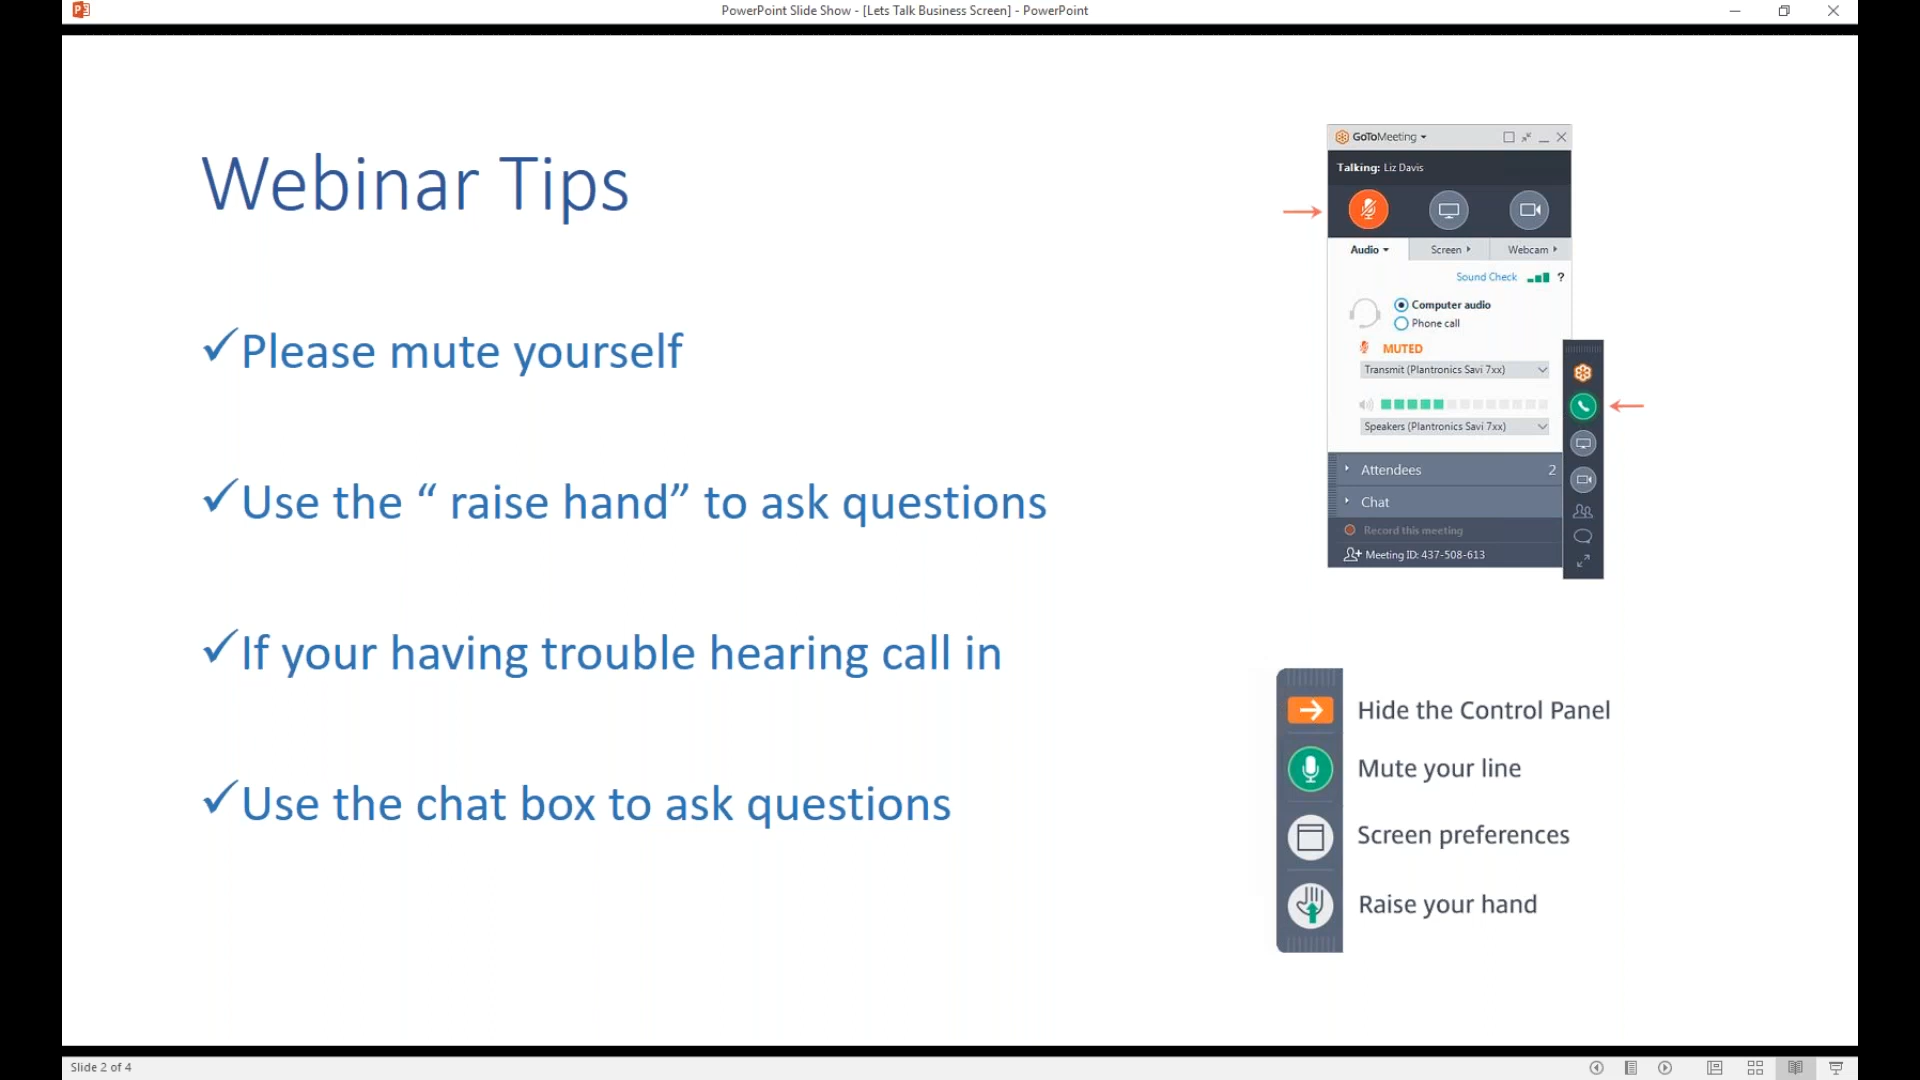 PowerPoint Slide Show - [Lets Talk Business Screen] - PowerPoint
Webinar Tips
✓Please mute yourself
✓Use the “ raise hand” to ask questions
✓If your having trouble hearing call in
✓Use the chat box to ask questions
GoToMeeting
Talking: Liz Davis
Audio Screen Webcam
Sound Check ?
Computer audio
Phone call
MUTED
Transmit (Plantronics Savi 7xx)
Speakers (Plantronics Savi 7xx)
Attendees 2
Chat
Record this meeting
Meeting ID: 437-508-613
Hide the Control Panel
Mute your line
Screen preferences
Raise your hand
Slide 2 of 4